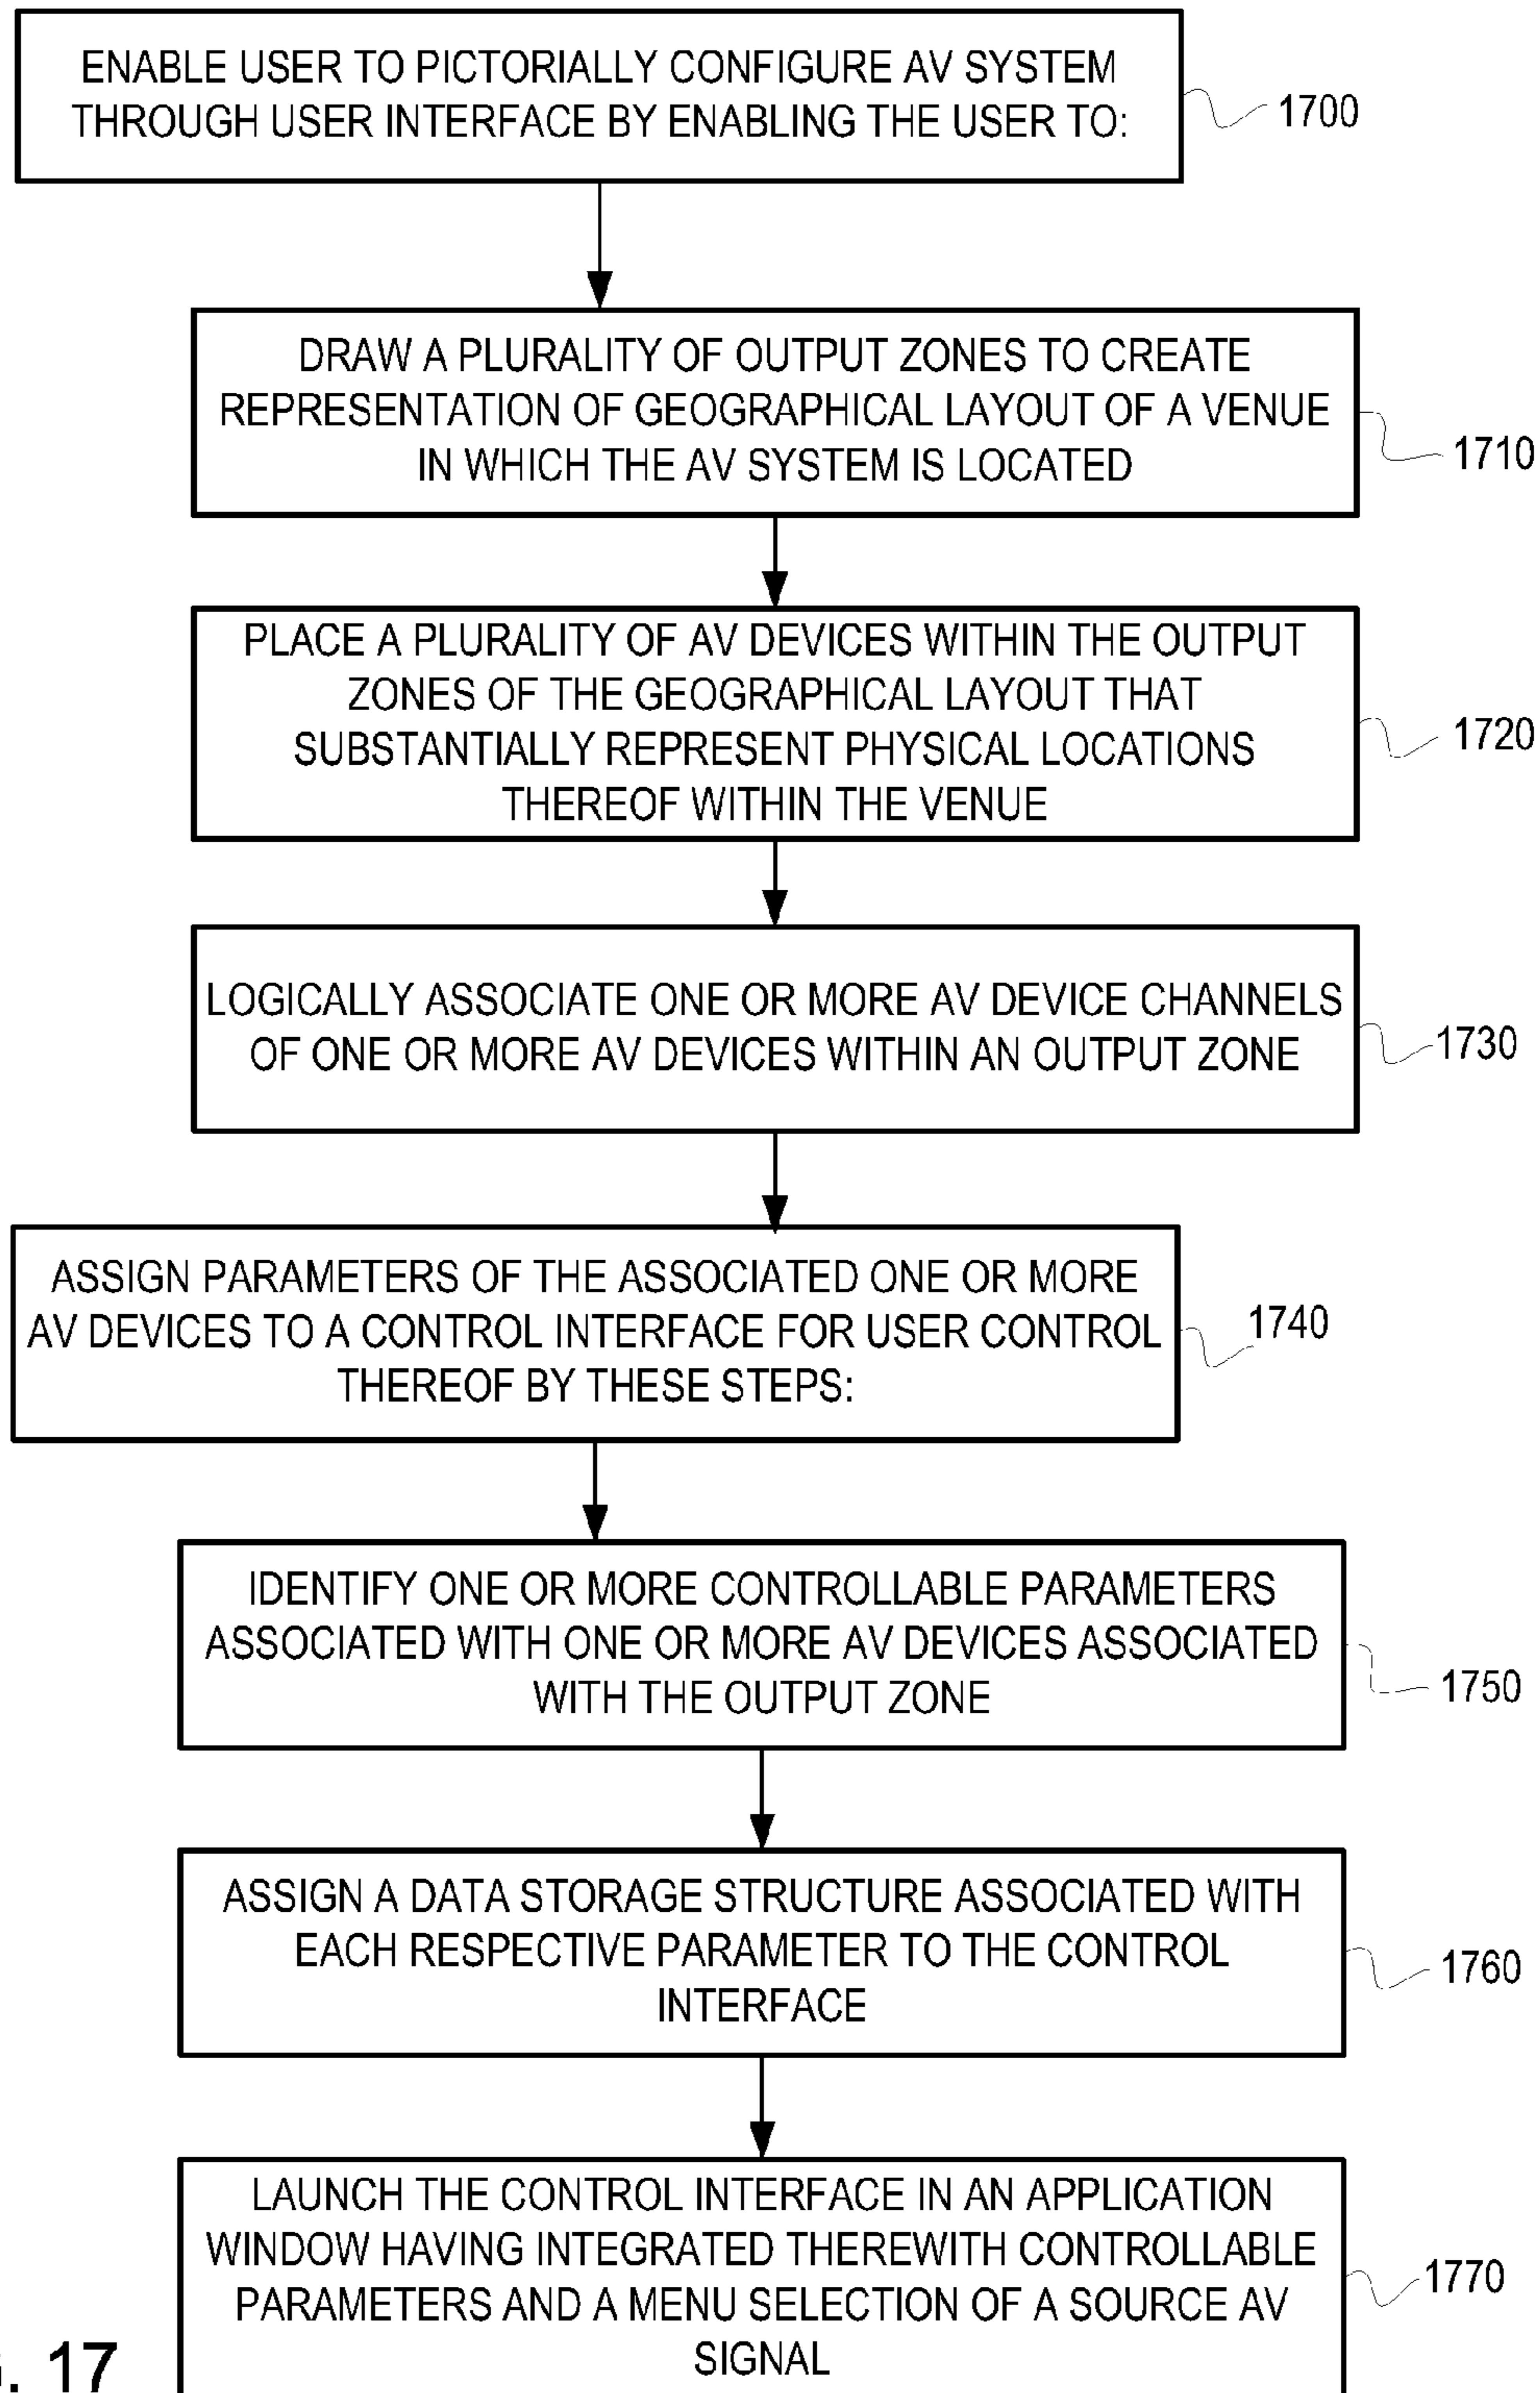 ENABLE USER TO PICTORIALLY CONFIGURE AV SYSTEM
THROUGH USER INTERFACE BY ENABLING THE USER TO:
1700
DRAW A PLURALITY OF OUTPUT ZONES TO CREATE
REPRESENTATION OF GEOGRAPHICAL LAYOUT OF A VENUE
IN WHICH THE AV SYSTEM IS LOCATED
1710
PLACE A PLURALITY OF AV DEVICES WITHIN THE OUTPUT
ZONES OF THE GEOGRAPHICAL LAYOUT THAT
SUBSTANTIALLY REPRESENT PHYSICAL LOCATIONS
THEREOF WITHIN THE VENUE
1720
LOGICALLY ASSOCIATE ONE OR MORE AV DEVICE CHANNELS
OF ONE OR MORE AV DEVICES WITHIN AN OUTPUT ZONE
1730
ASSIGN PARAMETERS OF THE ASSOCIATED ONE OR MORE
AV DEVICES TO A CONTROL INTERFACE FOR USER CONTROL
THEREOF BY THESE STEPS:
1740
IDENTIFY ONE OR MORE CONTROLLABLE PARAMETERS
ASSOCIATED WITH ONE OR MORE AV DEVICES ASSOCIATED
WITH THE OUTPUT ZONE
1750
ASSIGN A DATA STORAGE STRUCTURE ASSOCIATED WITH
EACH RESPECTIVE PARAMETER TO THE CONTROL
INTERFACE
1760
LAUNCH THE CONTROL INTERFACE IN AN APPLICATION
WINDOW HAVING INTEGRATED THEREWITH CONTROLLABLE
PARAMETERS AND A MENU SELECTION OF A SOURCE AV
SIGNAL
1770
. 17